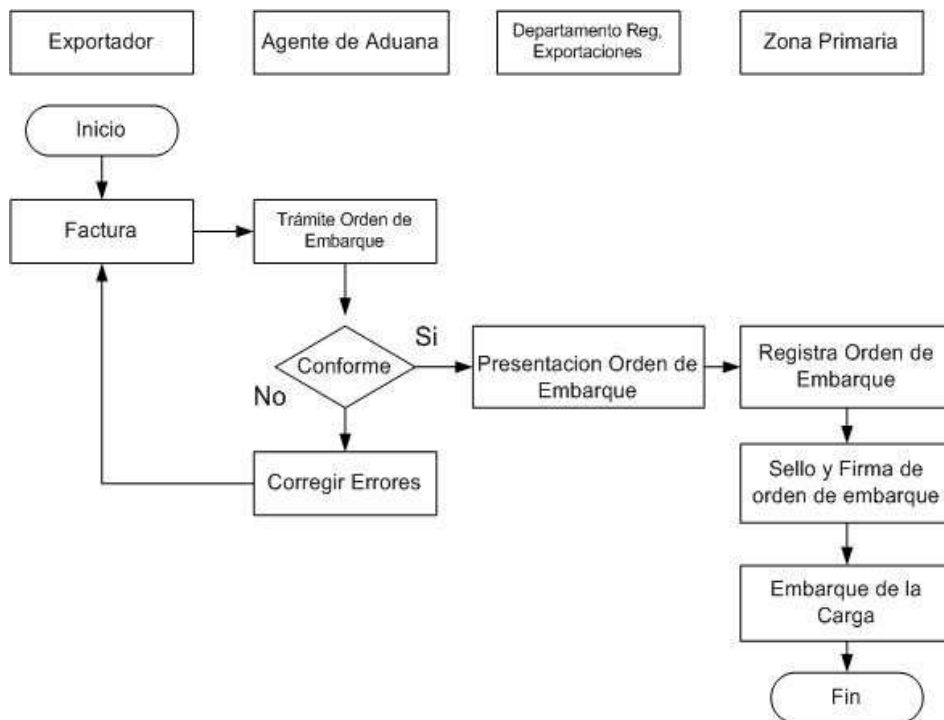 Exportador
Agente de Aduana
Departamento Reg,
Exportaciones
Zona Primaria
Inicio
Factura
Trámite Orden de
Embarque
Conforme
Si
No
Presentacion Orden de
Embarque
Registra Orden de
Embarque
Corregir Errores
Sello y Firma de
orden de embarque
Embarque de la
Carga
Fin